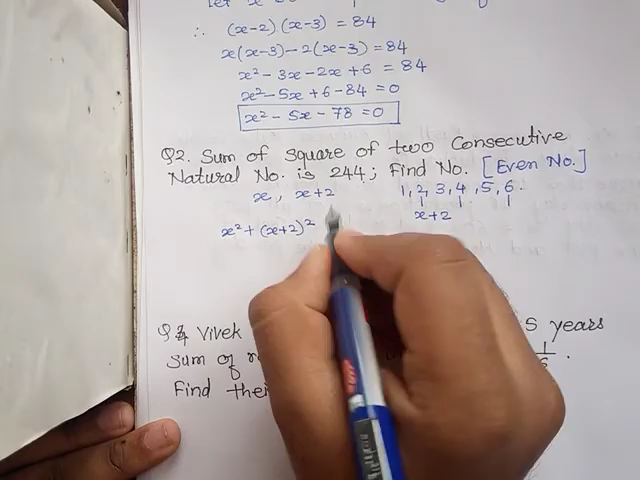 ∴ (x-2) (x-3) = 84
x(x-3) - 2(x-3) = 84
x² - 3x - 2x + 6 = 84
x² - 5x + 6 - 84 = 0
x² - 5x - 78 = 0
Q2. Sum of square of two Consecutive
Natural No. is 244; Find No. [Even No.]
x, x+2 1, 2, 3, 4, 5, 6
x² + (x+2)² x+2
Vivek years
Sum of
Find their